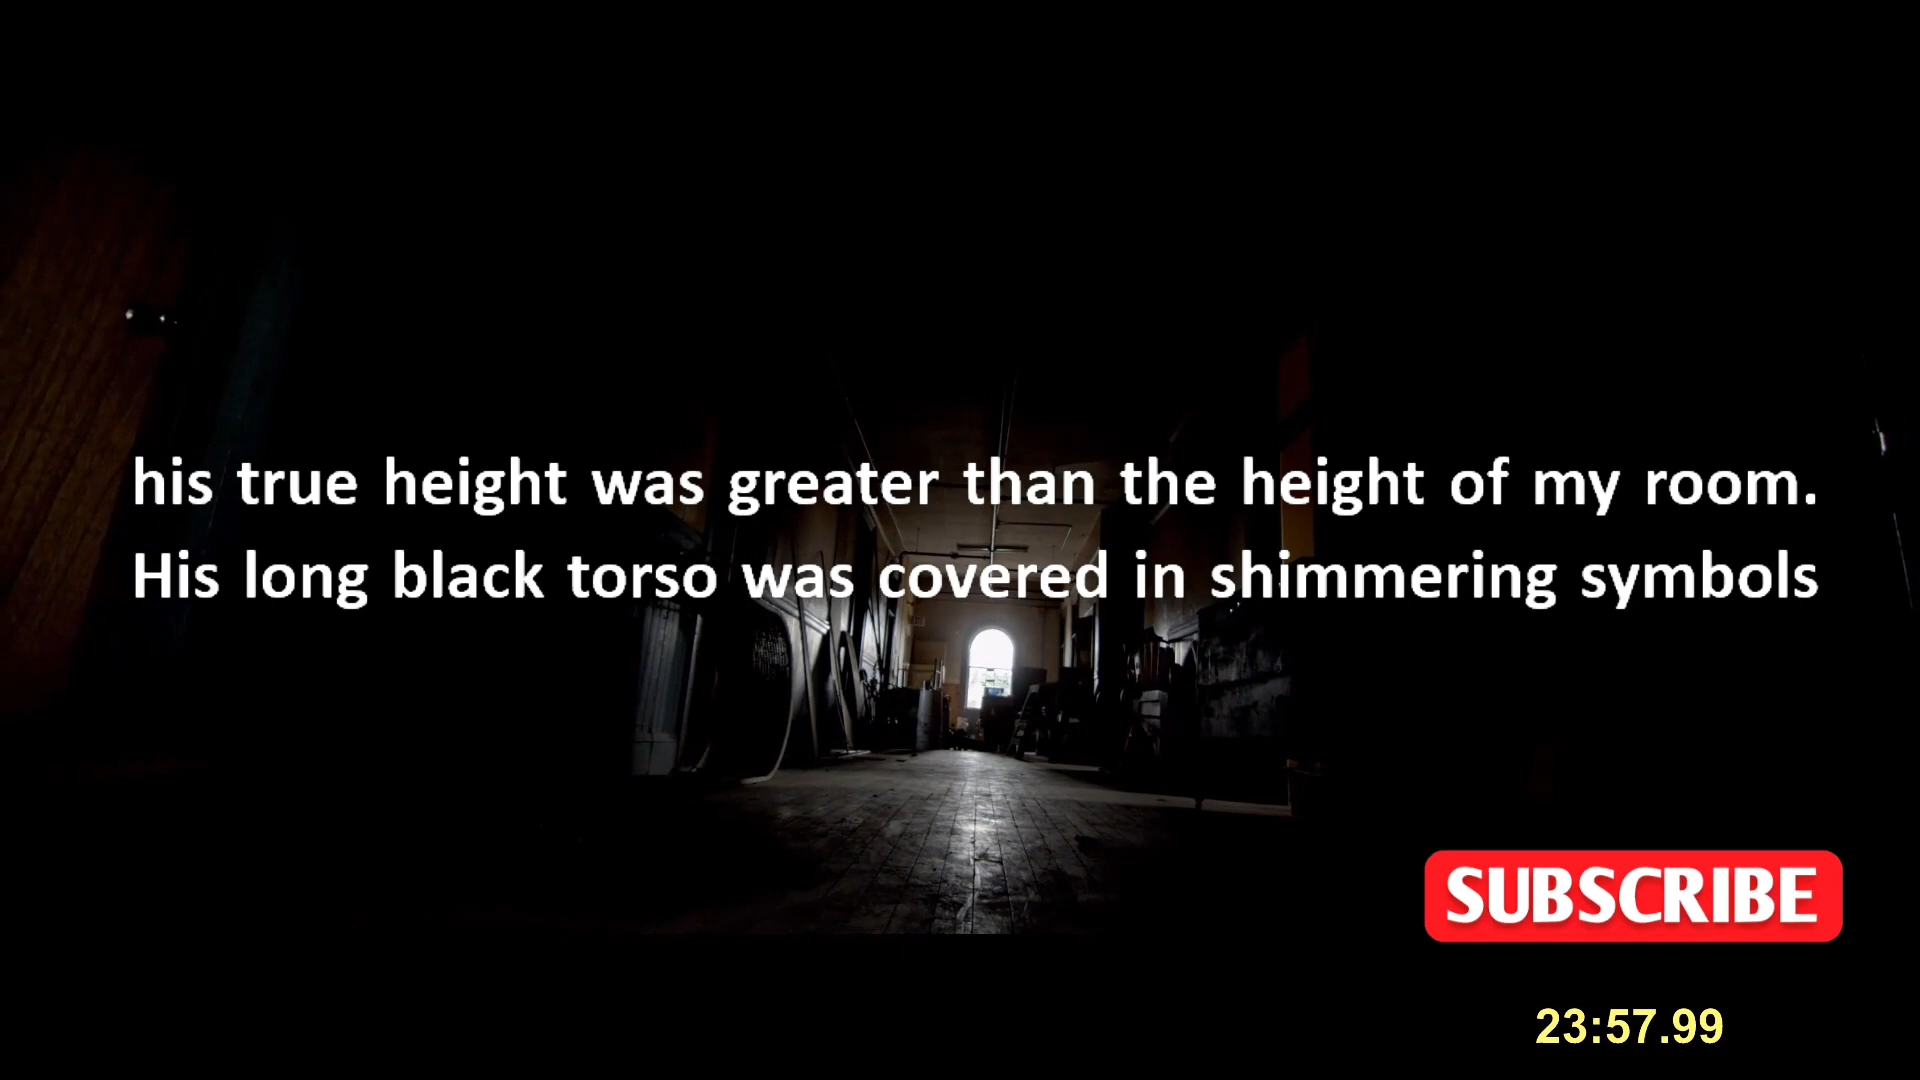 his true height was greater than the height of my room.
His long black torso was covered in shimmering symbols
SUBSCRIBE
23:57.99